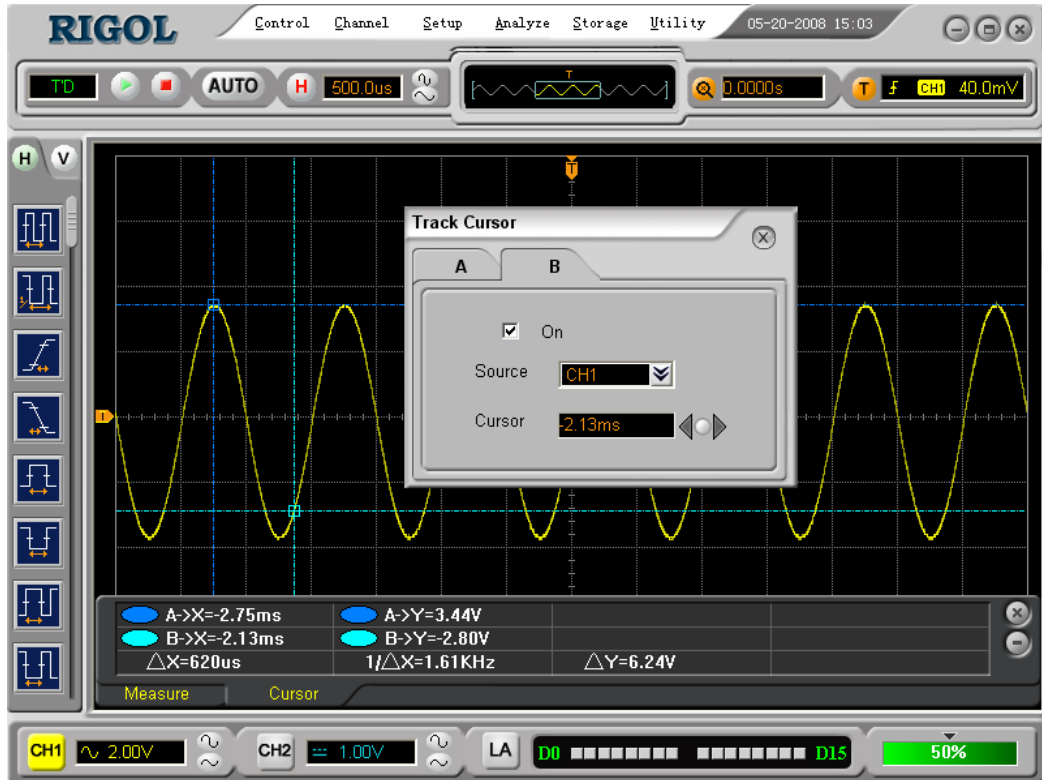 RIGOL Control Channel Setup Analyze Storage Utility 05-20-2008 15:03
T'D AUTO H 500.0us T 0.0000s T CH1 40.0mV
H V
T
Track Cursor
A B
On
Source CH1
Cursor -2.13ms
1
A->X=-2.75ms A->Y=3.44V
B->X=-2.13ms B->Y=-2.80V
△X=620us 1/△X=1.61KHz △Y=6.24V
Measure Cursor
CH1 2.00V CH2 1.00V LA D0 D15 50%